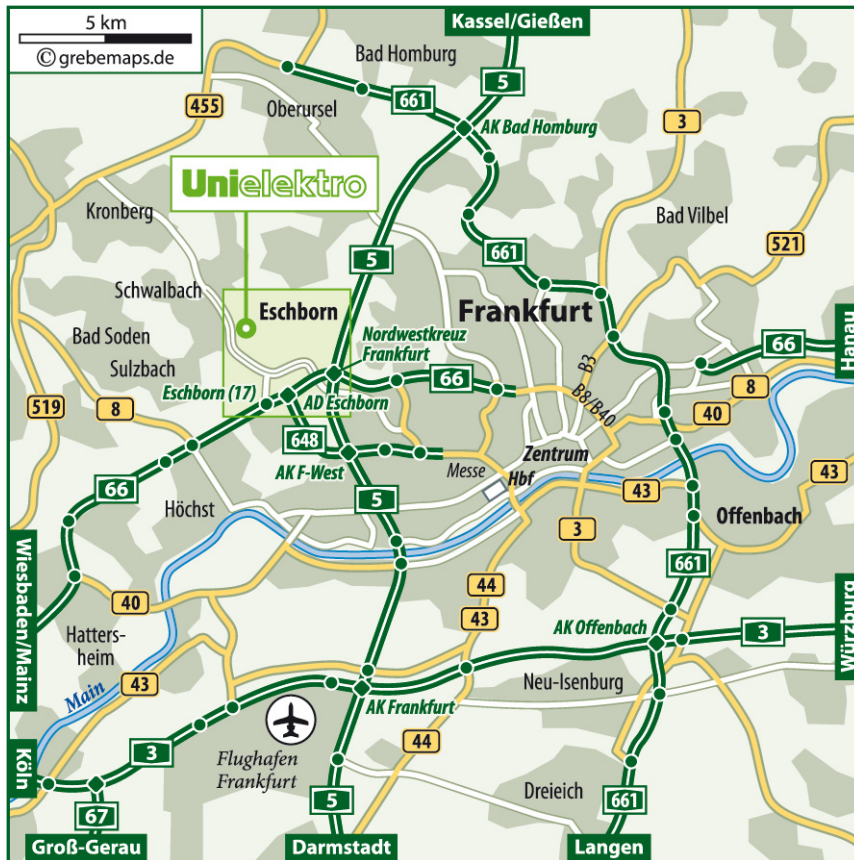 5 km
© grebemaps.de
Kassel/Gießen
Bad Homburg
5
455
Oberursel
661
AK Bad Homburg
3
Unielektro
Kronberg
Bad Vilbel
521
661
5
Schwalbach
Eschborn
Frankfurt
Bad Soden
Nordwestkreuz
Frankfurt
Sulzbach
Hanau
66
B3
Eschborn (17)
66
8
AD Eschborn
B8/B40
519
8
40
648
Zentrum
AK F-West
Messe
Hbf
43
66
5
43
Höchst
Offenbach
3
Wiesbaden/Mainz
661
44
40
43
AK Offenbach
3
Würzburg
Hatters-
heim
Main
43
Neu-Isenburg
AK Frankfurt
Köln
3
Flughafen
Frankfurt
44
67
5
Dreieich
661
Groß-Gerau
Darmstadt
Langen